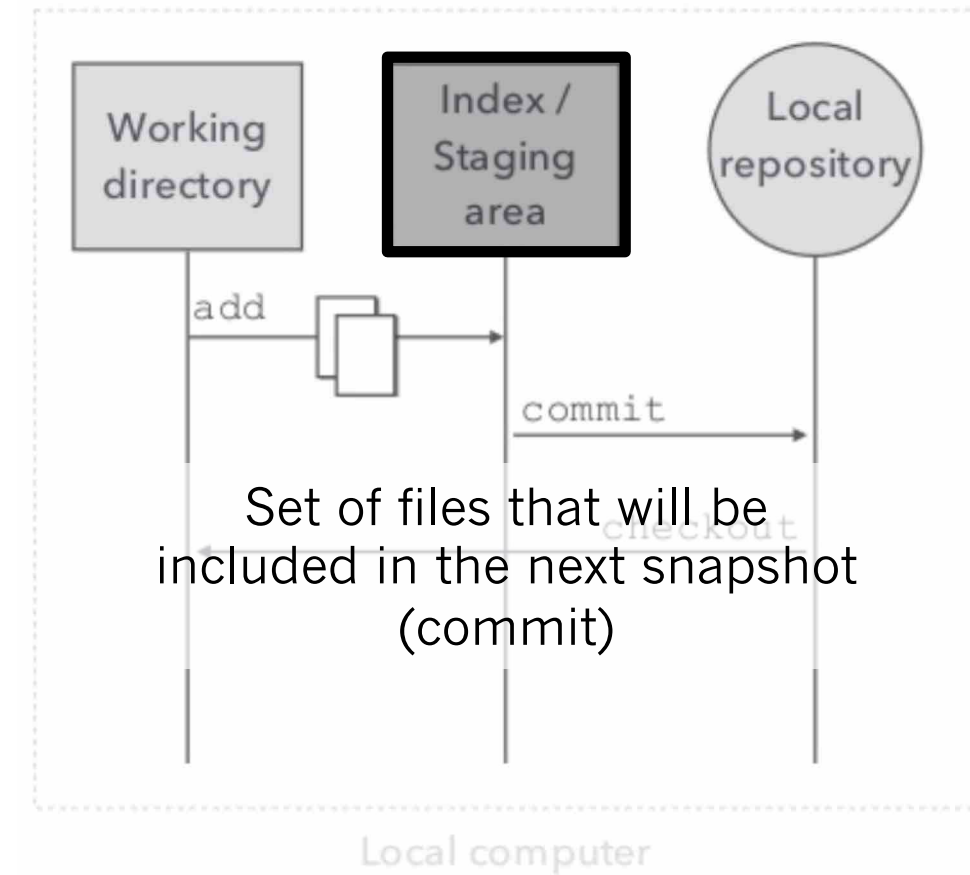 Working
directory
Index /
Staging
area
Local
repository
add
commit
checkout
Set of files that will be
included in the next snapshot
(commit)
Local computer